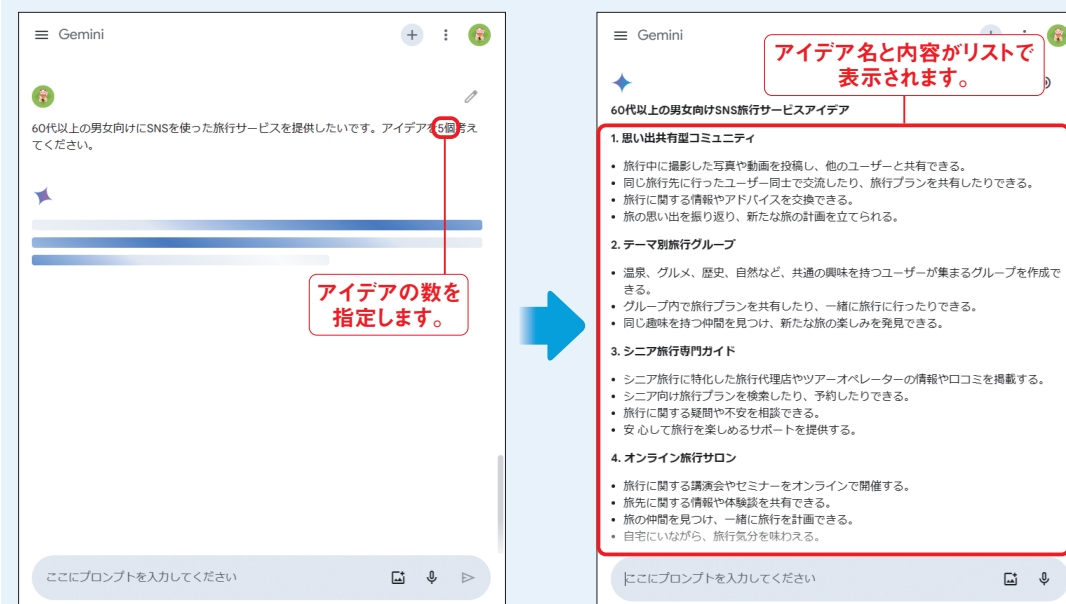 Gemini
60代以上の男女向けにSNSを使った旅行サービスを提供したいです。アイデアを5個考え
てください。
アイデアの数を
指定します。
ここにプロンプトを入力してください
Gemini
アイデア名と内容がリストで
表示されます。
60代以上の男女向けSNS旅行サービスアイデア
1. 思い出共有型コミュニティ
• 旅行中に撮影した写真や動画を投稿し、他のユーザーと共有できる。
• 同じ旅行先に行ったユーザー同士で交流したり、旅行プランを共有したりできる。
• 旅行に関する情報やアドバイスを交換できる。
• 旅の思い出を振り返り、新たな旅の計画を立てられる。
2. テーマ別旅行グループ
• 温泉、グルメ、歴史、自然など、共通の興味を持つユーザーが集まるグループを作成で
きる。
• グループ内で旅行プランを共有したり、一緒に旅行に行ったりできる。
• 同じ趣味を持つ仲間を見つけ、新たな旅の楽しみを発見できる。
3. シニア旅行専門ガイド
• シニア旅行に特化した旅行代理店やツアーオペレーターの情報や口コミを掲載する。
• シニア向け旅行プランを検索したり、予約したりできる。
• 旅行に関する疑問や不安を相談できる。
• 安心して旅行を楽しめるサポートを提供する。
4. オンライン旅行サロン
• 旅行に関する講演会やセミナーをオンラインで開催する。
• 旅先に関する情報や体験談を共有できる。
• 旅の仲間を見つけ、一緒に旅行を計画できる。
• 自宅にいながら、旅行気分を味わえる。
ここにプロンプトを入力してください